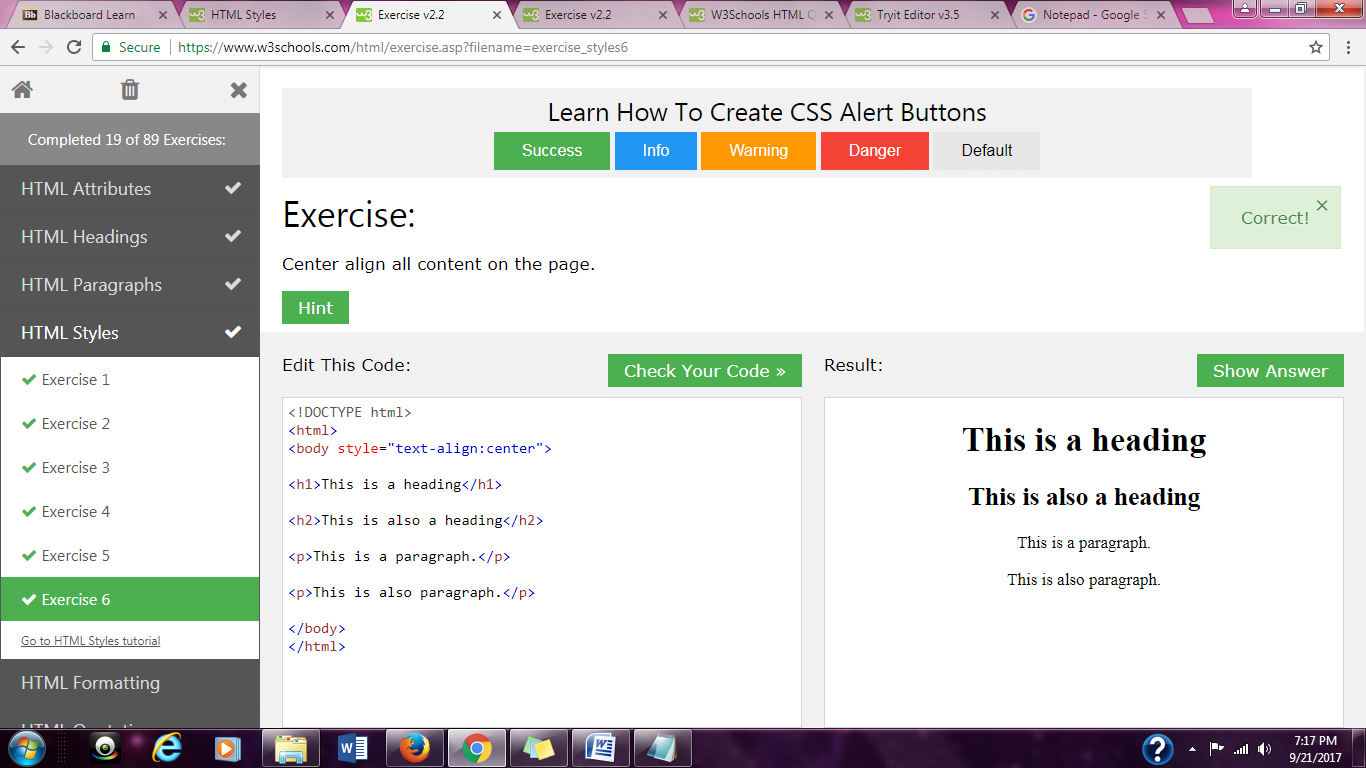 Blackboard Learn
HTML Styles
Exercise v2.2
Exercise v2.2
W3Schools HTML Q
Tryit Editor v3.5
Notepad - Google S
Secure
https://www.w3schools.com/html/exercise.asp?filename=exercise_styles6
Completed 19 of 89 Exercises:
HTML Attributes
HTML Headings
HTML Paragraphs
HTML Styles
Exercise 1
Exercise 2
Exercise 3
Exercise 4
Exercise 5
Exercise 6
Go to HTML Styles tutorial
HTML Formatting
Learn How To Create CSS Alert Buttons
Success Info Warning Danger Default
Exercise:
Correct!
Center align all content on the page.
Hint
Edit This Code:
Check Your Code »
<!DOCTYPE html>
<html>
<body style="text-align:center">
<h1>This is a heading</h1>
<h2>This is also a heading</h2>
<p>This is a paragraph.</p>
<p>This is also paragraph.</p>
</body>
</html>
Result:
Show Answer
This is a heading
This is also a heading
This is a paragraph.
This is also paragraph.
7:17 PM
9/21/2017